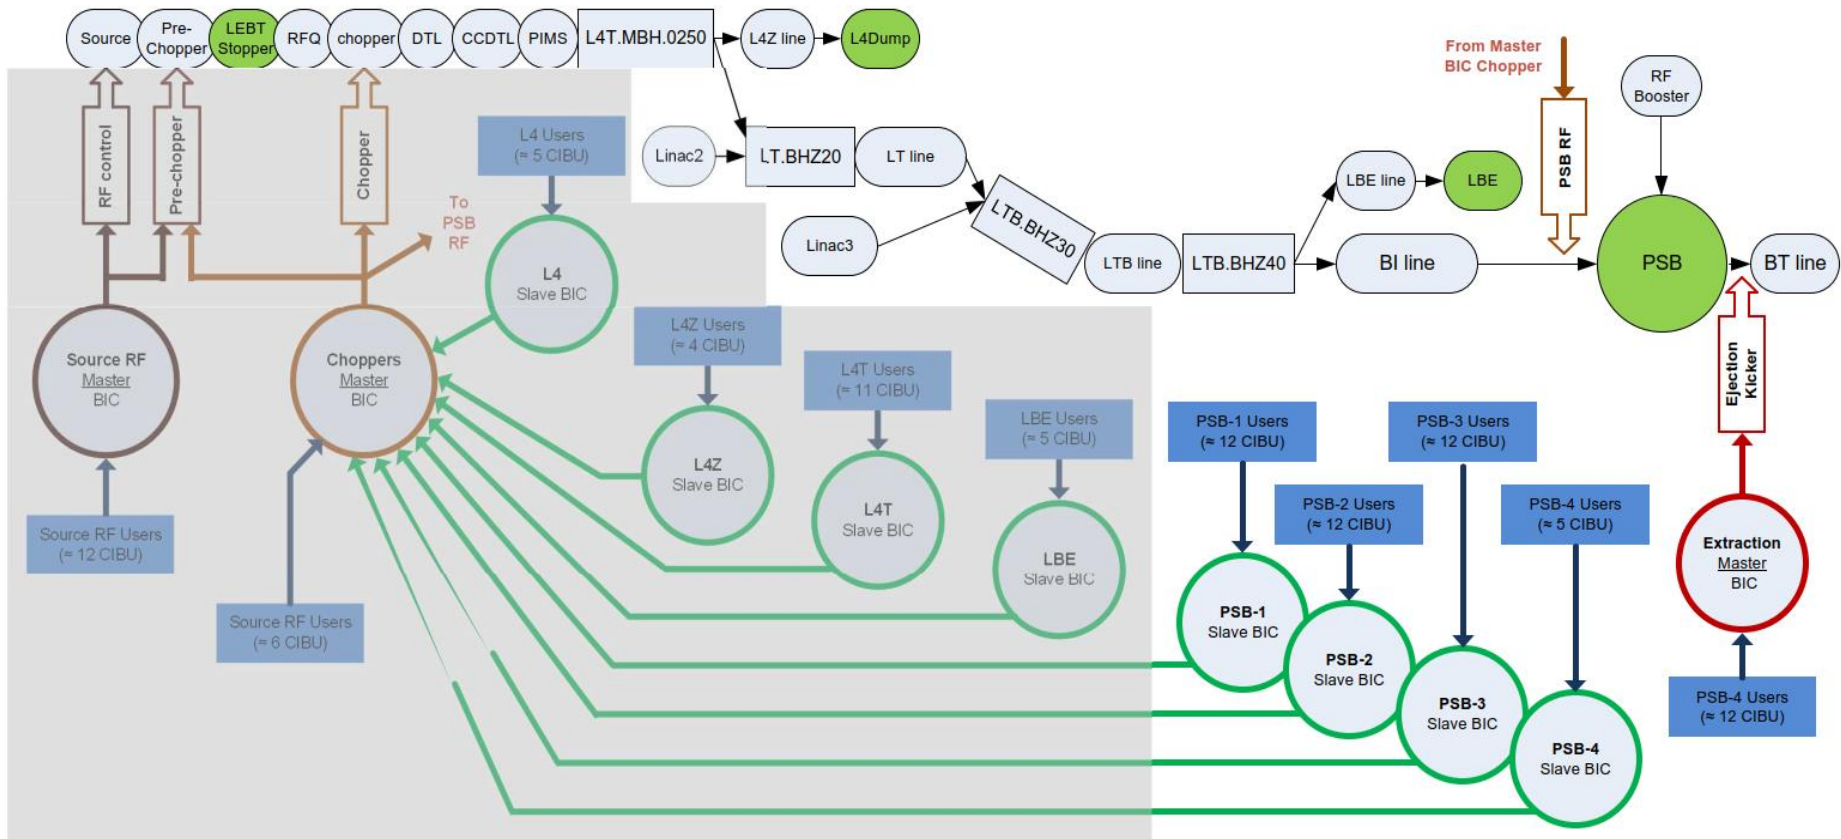 Source
Pre-
Chopper
LEBT
Stopper
RFQ
chopper
DTL
CCDTL
PIMS
L4T.MBH.0250
L4Z line
L4Dump
From Master
BIC Chopper
RF
Booster
RF control
Pre-chopper
Chopper
L4 Users
(≈ 5 CIBU)
Linac2
LT.BHZ20
LT line
LBE line
LBE
PSB RF
To
PSB
RF
Linac3
LTB.BHZ30
LTB line
LTB.BHZ40
BI line
PSB
BT line
L4
Slave BIC
Source RF
Master
BIC
Choppers
Master
BIC
L4Z Users
(≈ 4 CIBU)
L4T Users
(≈ 11 CIBU)
LBE Users
(≈ 5 CIBU)
PSB-1 Users
(≈ 12 CIBU)
PSB-3 Users
(≈ 12 CIBU)
Ejection
Kicker
L4Z
Slave BIC
L4T
Slave BIC
LBE
Slave BIC
PSB-2 Users
(≈ 12 CIBU)
PSB-4 Users
(≈ 5 CIBU)
Source RF Users
(≈ 12 CIBU)
Extraction
Master
BIC
Source RF Users
(≈ 6 CIBU)
PSB-1
Slave BIC
PSB-2
Slave BIC
PSB-3
Slave BIC
PSB-4
Slave BIC
PSB-4 Users
(≈ 12 CIBU)